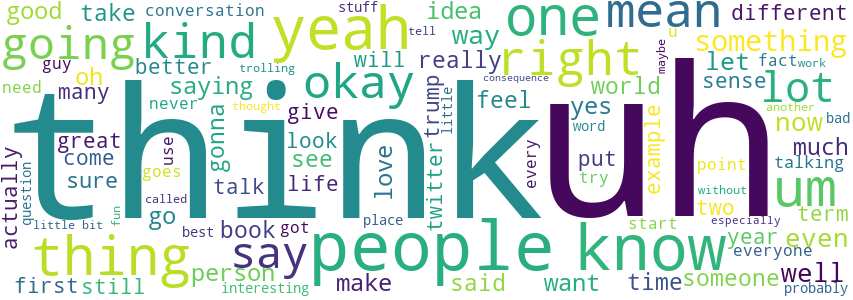 good take conversation stuff idea one mean different
going kind yeah tell way right something
guy oh better will really u maybe let fact work
need many saying trolling okay consequence world sense lot
never thought give feel yes another
think uh
great gonna look trump little word example now bad
come use see twitter put point much
actually sure goes talk life love every try talking um
question called without two term
little bit fun go book got place start especially
best year even
thing say people know
person everyone
first still interesting make said want time someone well probably